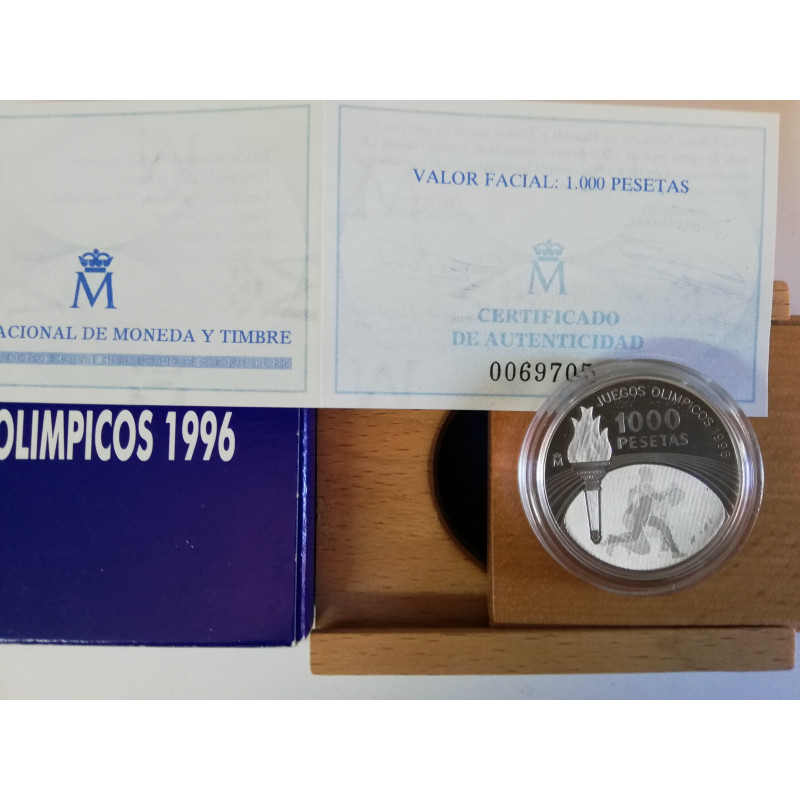 VALOR FACIAL: 1.000 PESETAS
M
ACIONAL DE MONEDA Y TIMBRE
M
CERTIFICADO
DE AUTENTICIDAD
0069705
OLIMPICOS 1996
JUEGOS OLIMPICOS 1996
1000
PESETAS
M